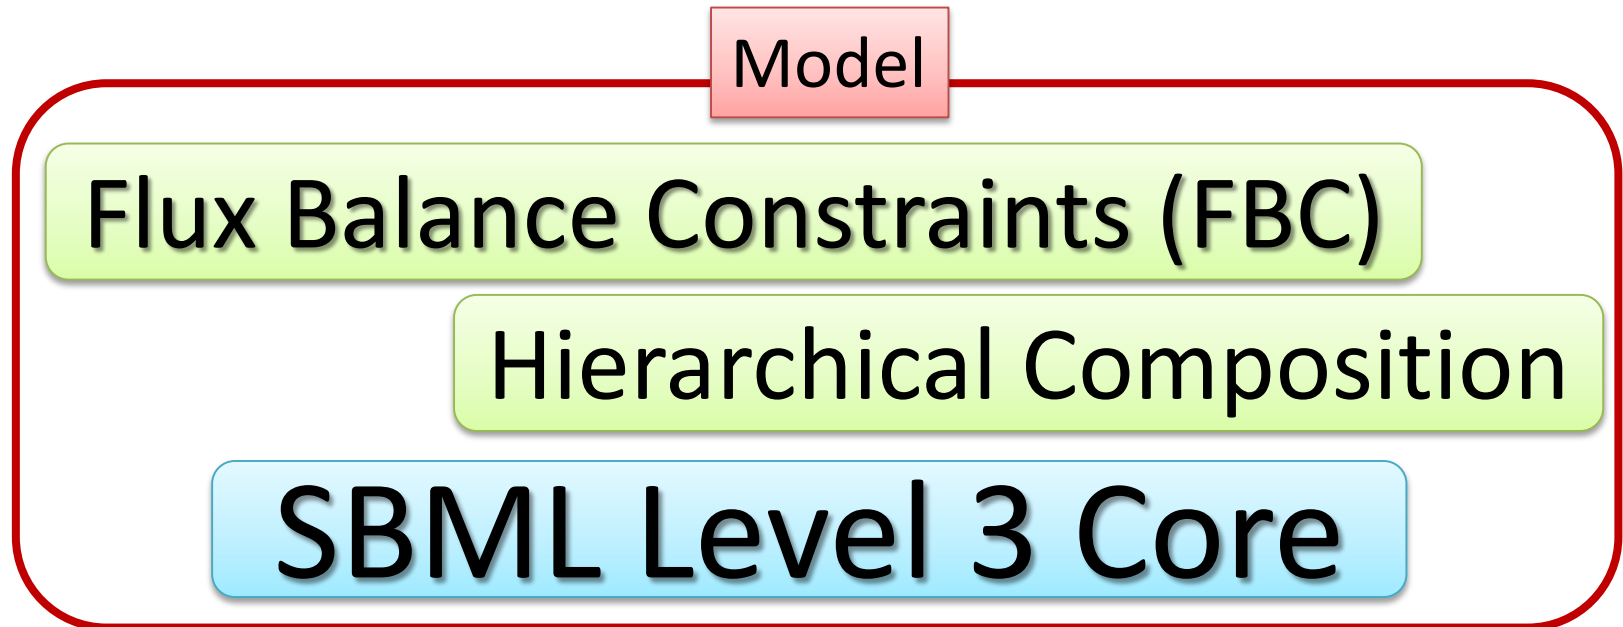 Model
Flux Balance Constraints (FBC)
Hierarchical Composition
SBML Level 3 Core